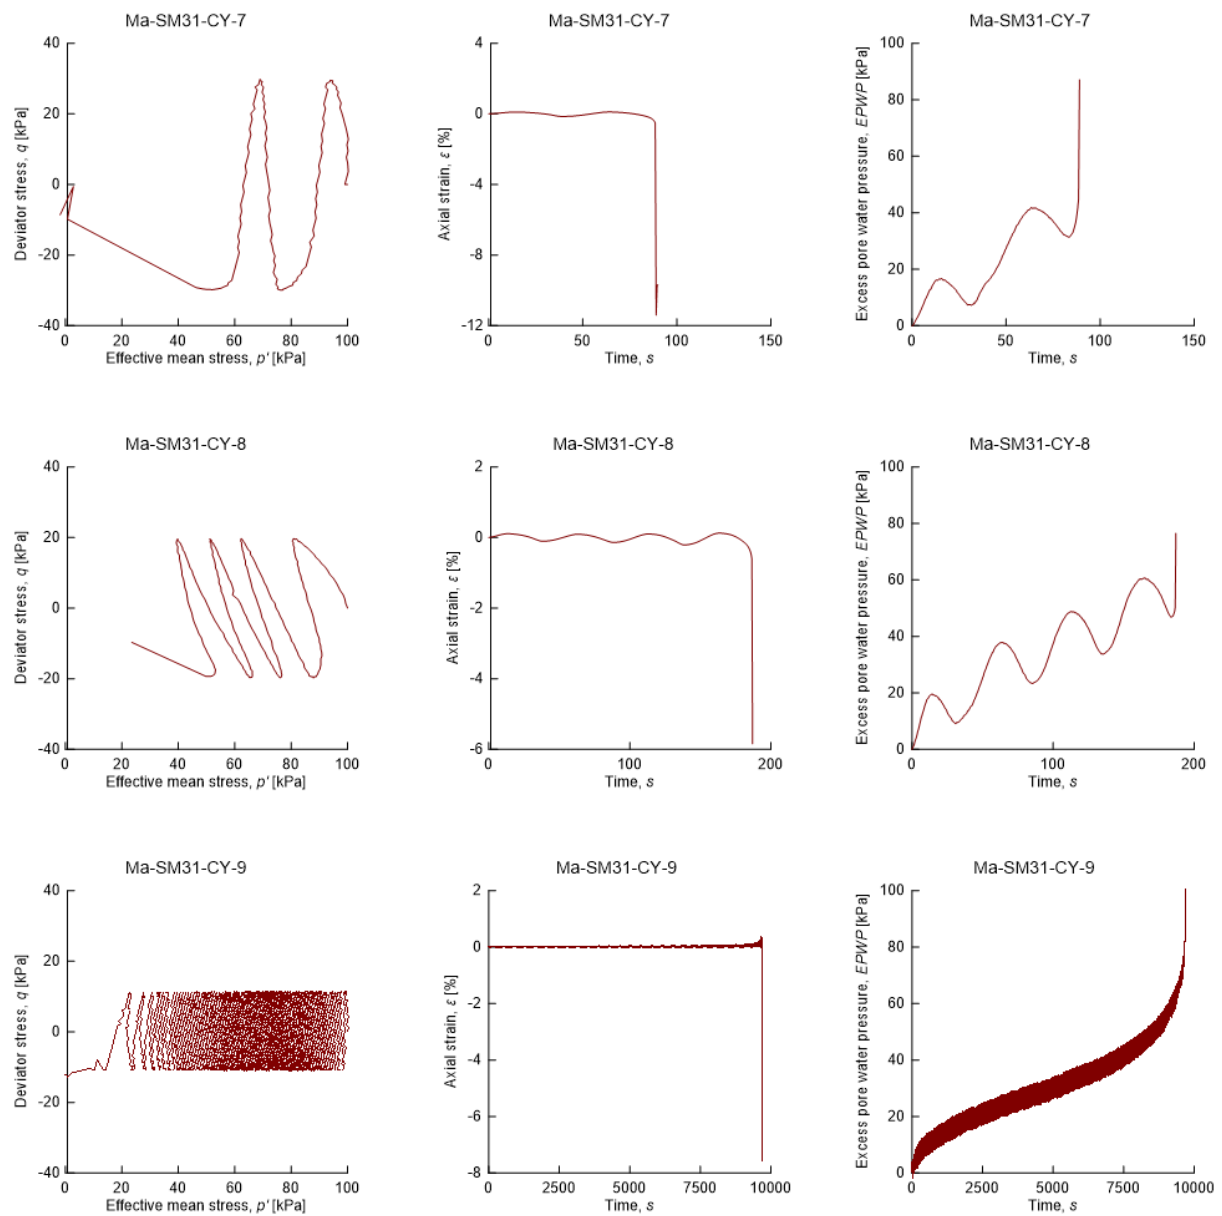 Ma-SM31-CY-7
Deviator stress, q [kPa]
40
20
0
-20
-40
0 20 40 60 80 100
Effective mean stress, p' [kPa]
Ma-SM31-CY-7
Axial strain, ε [%]
4
0
-4
-8
-12
0 50 100 150
Time, s
Ma-SM31-CY-7
Excess pore water pressure, EPWP [kPa]
100
80
60
40
20
0
0 50 100 150
Time, s
Ma-SM31-CY-8
Deviator stress, q [kPa]
40
20
0
-20
-40
0 20 40 60 80 100
Effective mean stress, p' [kPa]
Ma-SM31-CY-8
Axial strain, ε [%]
2
0
-2
-4
-6
0 100 200
Time, s
Ma-SM31-CY-8
Excess pore water pressure, EPWP [kPa]
100
80
60
40
20
0
0 100 200
Time, s
Ma-SM31-CY-9
Deviator stress, q [kPa]
40
20
0
-20
-40
0 20 40 60 80 100
Effective mean stress, p' [kPa]
Ma-SM31-CY-9
Axial strain, ε [%]
2
0
-2
-4
-6
-8
0 2500 5000 7500 10000
Time, s
Ma-SM31-CY-9
Excess pore water pressure, EPWP [kPa]
100
80
60
40
20
0
0 2500 5000 7500 10000
Time, s